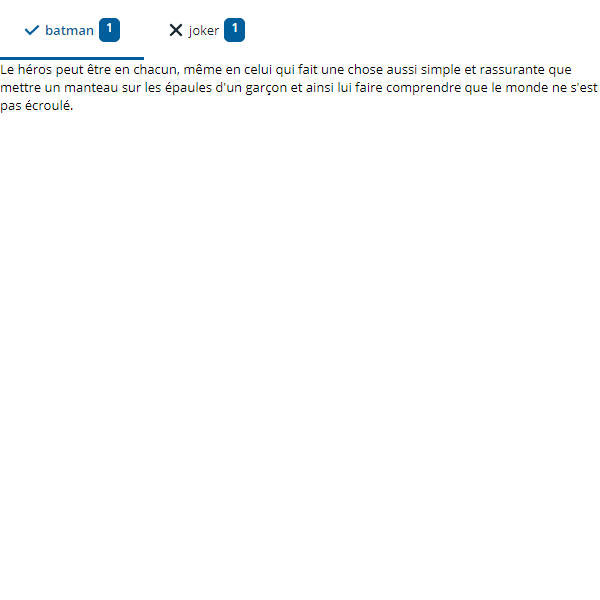 batman 1 joker 1
Le héros peut être en chacun, même en celui qui fait une chose aussi simple et rassurante que
mettre un manteau sur les épaules d'un garçon et ainsi lui faire comprendre que le monde ne s'est
pas écroulé.